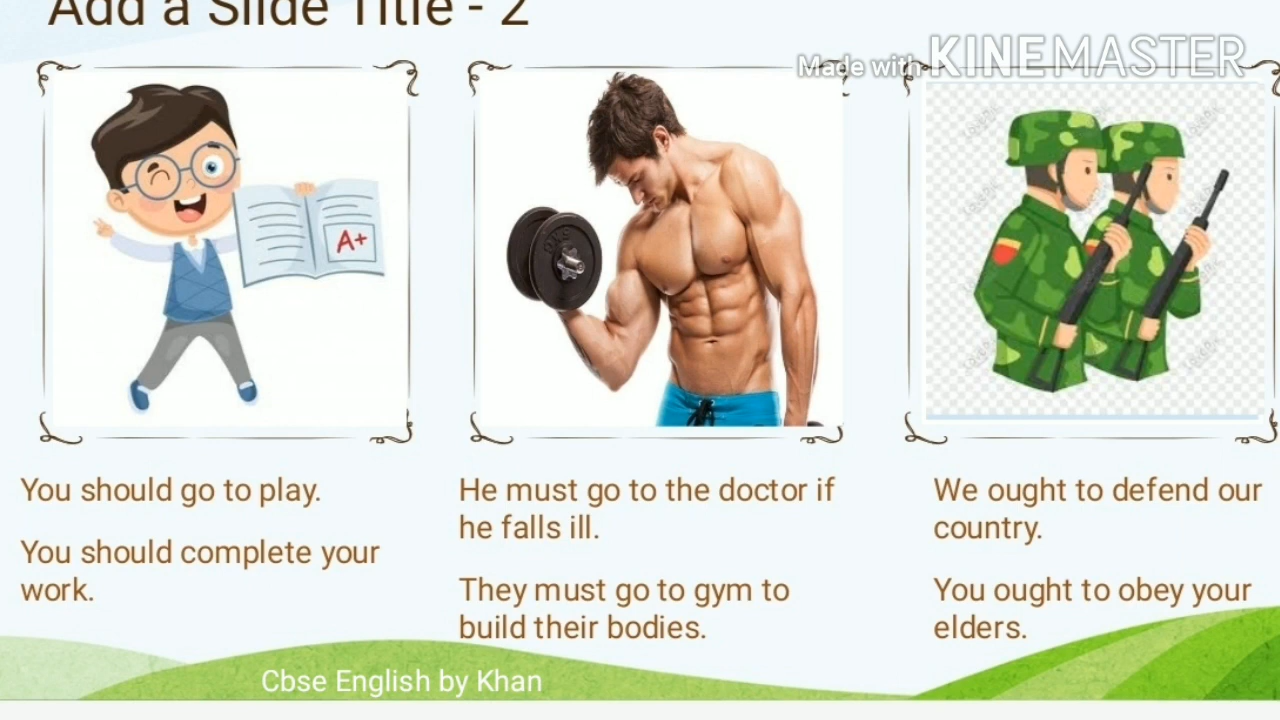 Add a Slide Title - 2
Made with KINEMASTER
A+
You should go to play.
You should complete your
work.
He must go to the doctor if
he falls ill.
They must go to gym to
build their bodies.
We ought to defend our
country.
You ought to obey your
elders.
Cbse English by Khan